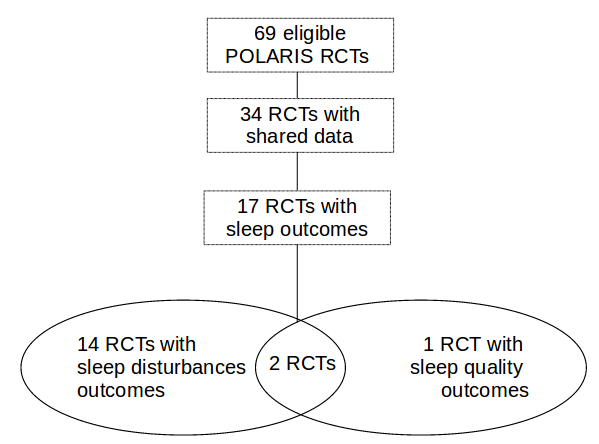 69 eligible
POLARIS RCTs
34 RCTs with
shared data
17 RCTs with
sleep outcomes
14 RCTs with
sleep disturbances
outcomes
2 RCTs
1 RCT with
sleep quality
outcomes